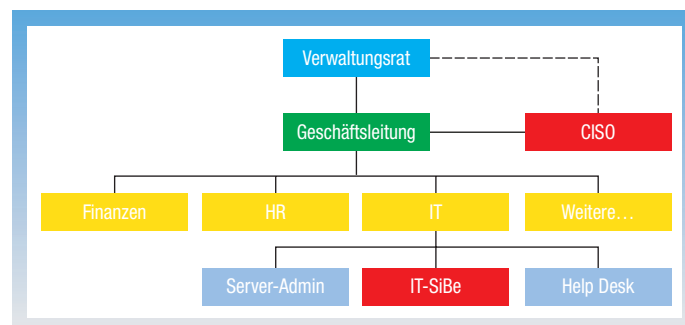 Verwaltungsrat
Geschäftsleitung
CISO
Finanzen
HR
IT
Weitere…
Server-Admin
IT-SiBe
Help Desk